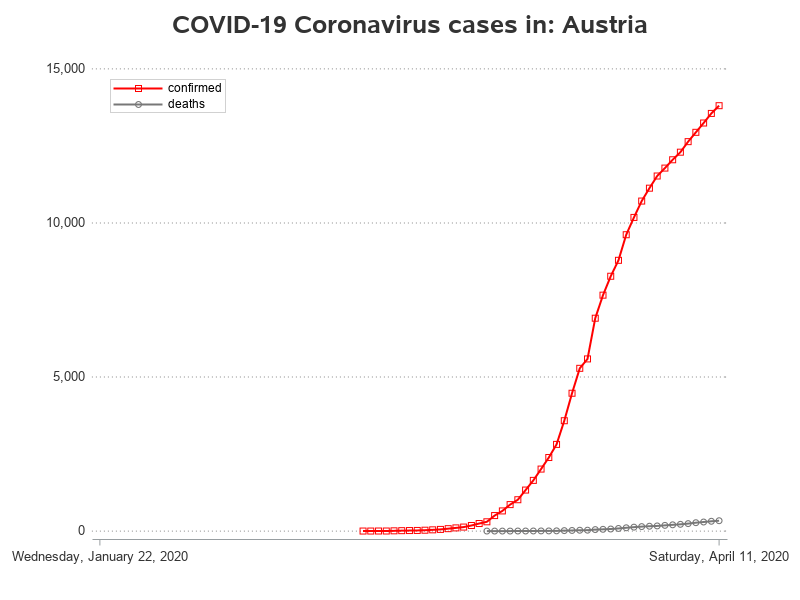 COVID-19 Coronavirus cases in: Austria
15,000
confirmed
deaths
10,000
5,000
0
Wednesday, January 22, 2020
Saturday, April 11, 2020